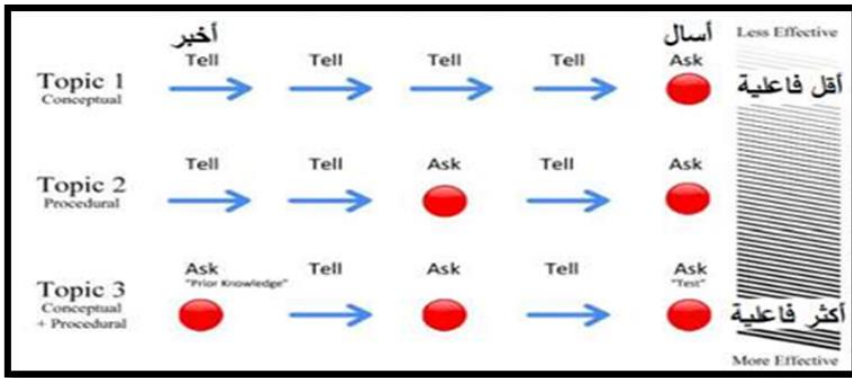 أخبر أسال Less Effective
Tell Tell Tell Tell Ask
Topic 1 أقل فاعلية
Conceptual
Tell Tell Ask Tell Ask
Topic 2
Procedural
Ask Tell Ask Tell Ask
"Prior Knowledge" "Test"
Topic 3
Conceptual
+ Procedural
أكثر فاعلية
More Effective